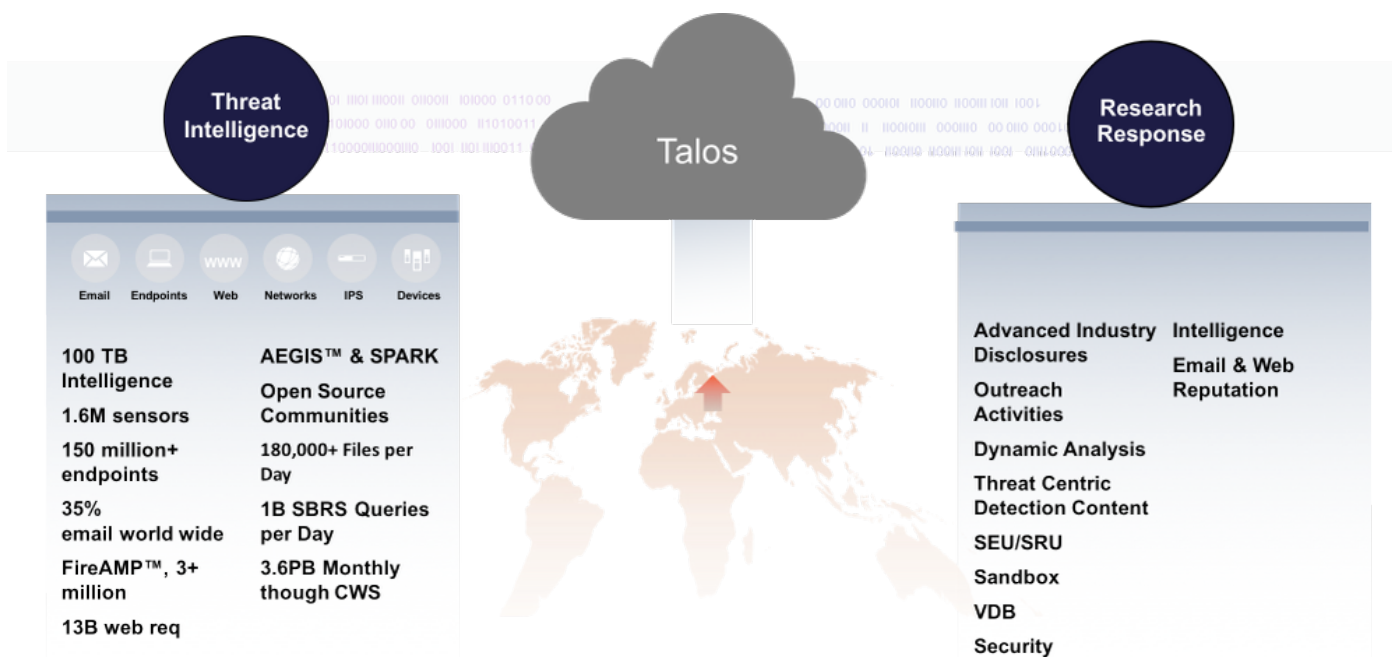 Threat
Intelligence
Talos
Research
Response
www
Email
Endpoints
Web
Networks
IPS
Devices
100 TB
Intelligence
1.6M sensors
150 million+
endpoints
35%
email world wide
FireAMP™, 3+
million
13B web req
AEGIS™ & SPARK
Open Source
Communities
180,000+ Files per
Day
1B SBRS Queries
per Day
3.6PB Monthly
though CWS
Advanced Industry
Disclosures
Outreach
Activities
Dynamic Analysis
Threat Centric
Detection Content
SEU/SRU
Sandbox
VDB
Security
Intelligence
Email & Web
Reputation